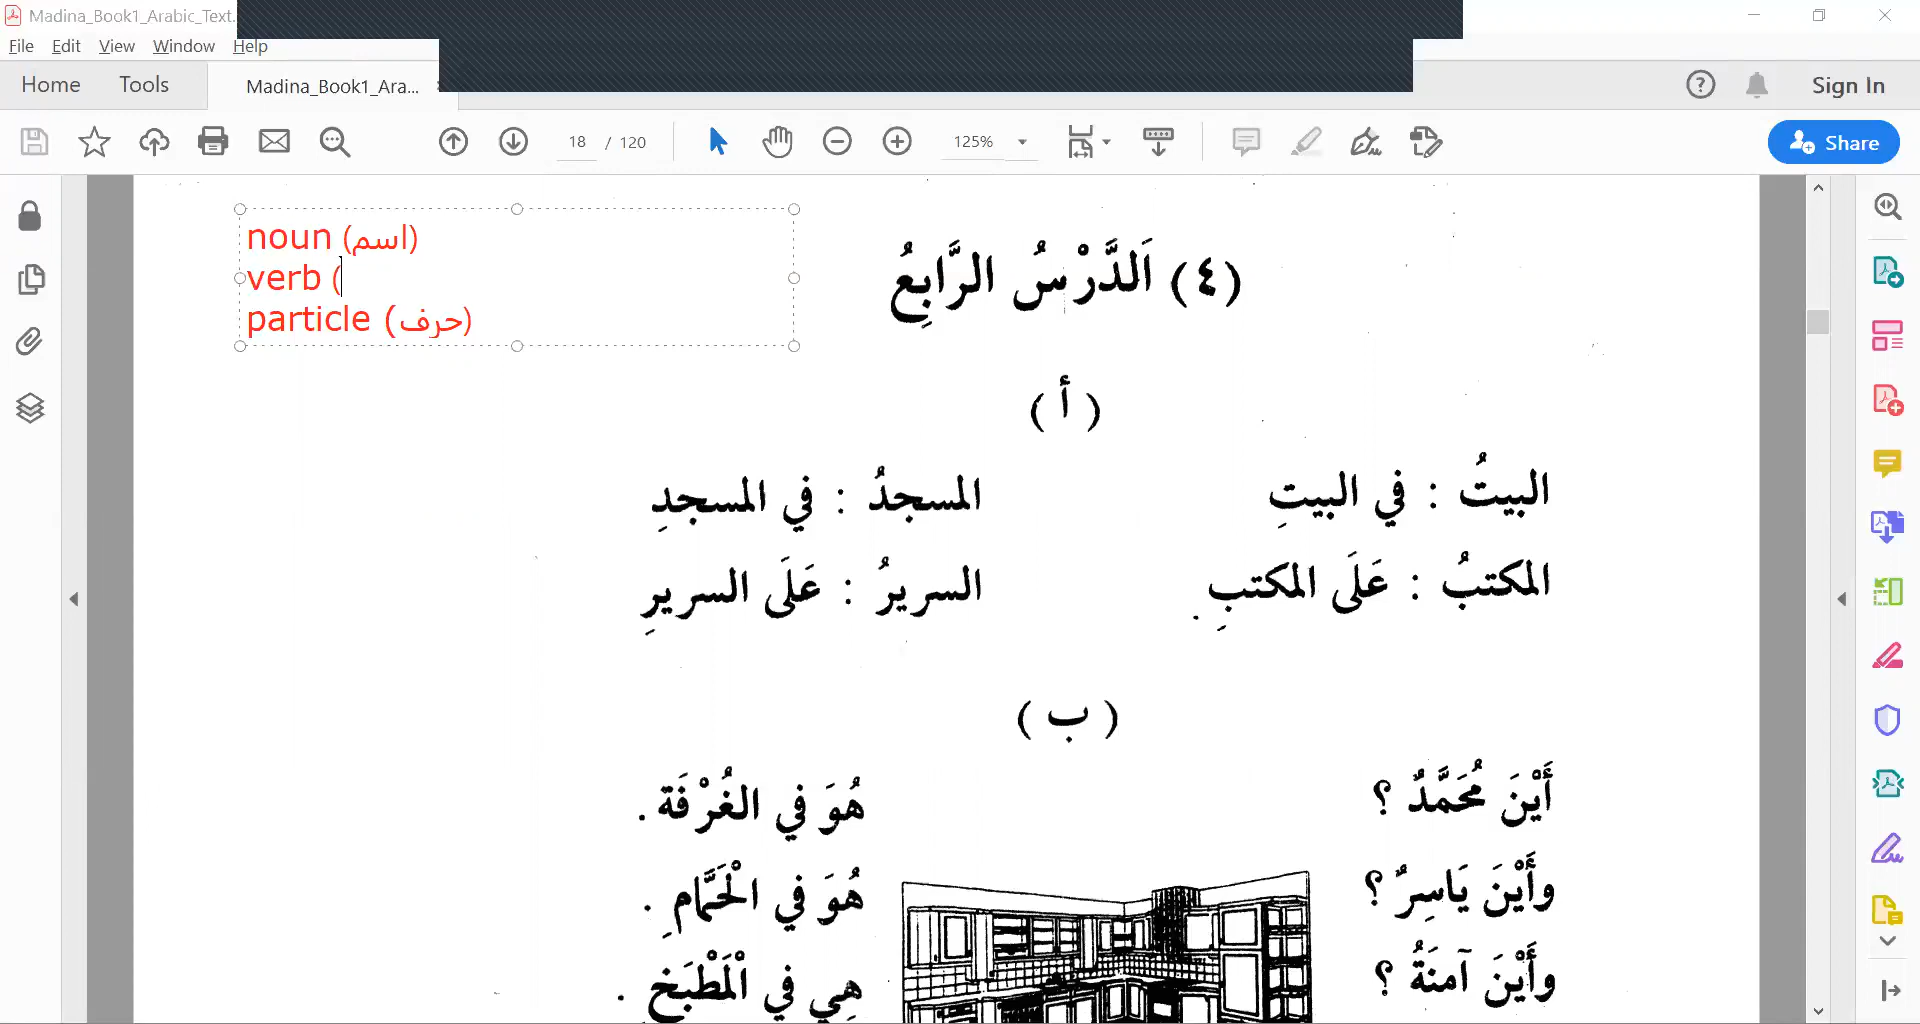 Madina_Book1_Arabic_Text.
File Edit View Window Help
Home Tools Madina_Book1_Ara... Sign In
18 / 120 125% Share
noun (اسم)
verb (
particle (حرف)
(٤) اَلدَّرْسُ الرَّابِعُ
( أ )
البيتُ : في البيتِ المسجدُ : في المسجدِ
المكتبُ : عَلَى المكتبِ . السريرُ : عَلَى السريرِ
( ب )
أَيْنَ مُحَمَّدٌ ؟ هُوَ في الغُرْفَة .
وأَيْنَ يَاسِرٌ ؟ هُوَ في الْحَمَّامِ .
وأَيْنَ آمنَةُ ؟ هِي في الْمَطْبَخ .